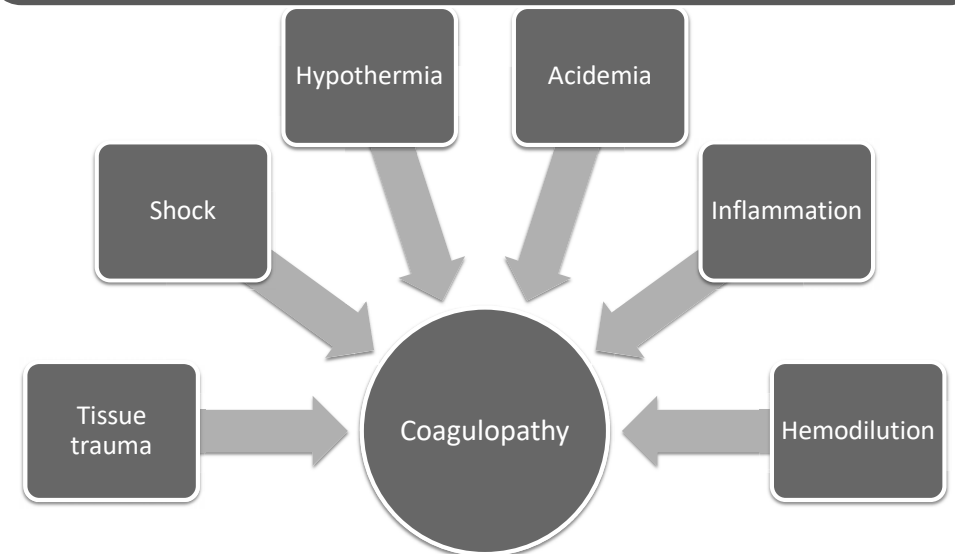 Hypothermia
Acidemia
Shock
Inflammation
Tissue
trauma
Coagulopathy
Hemodilution